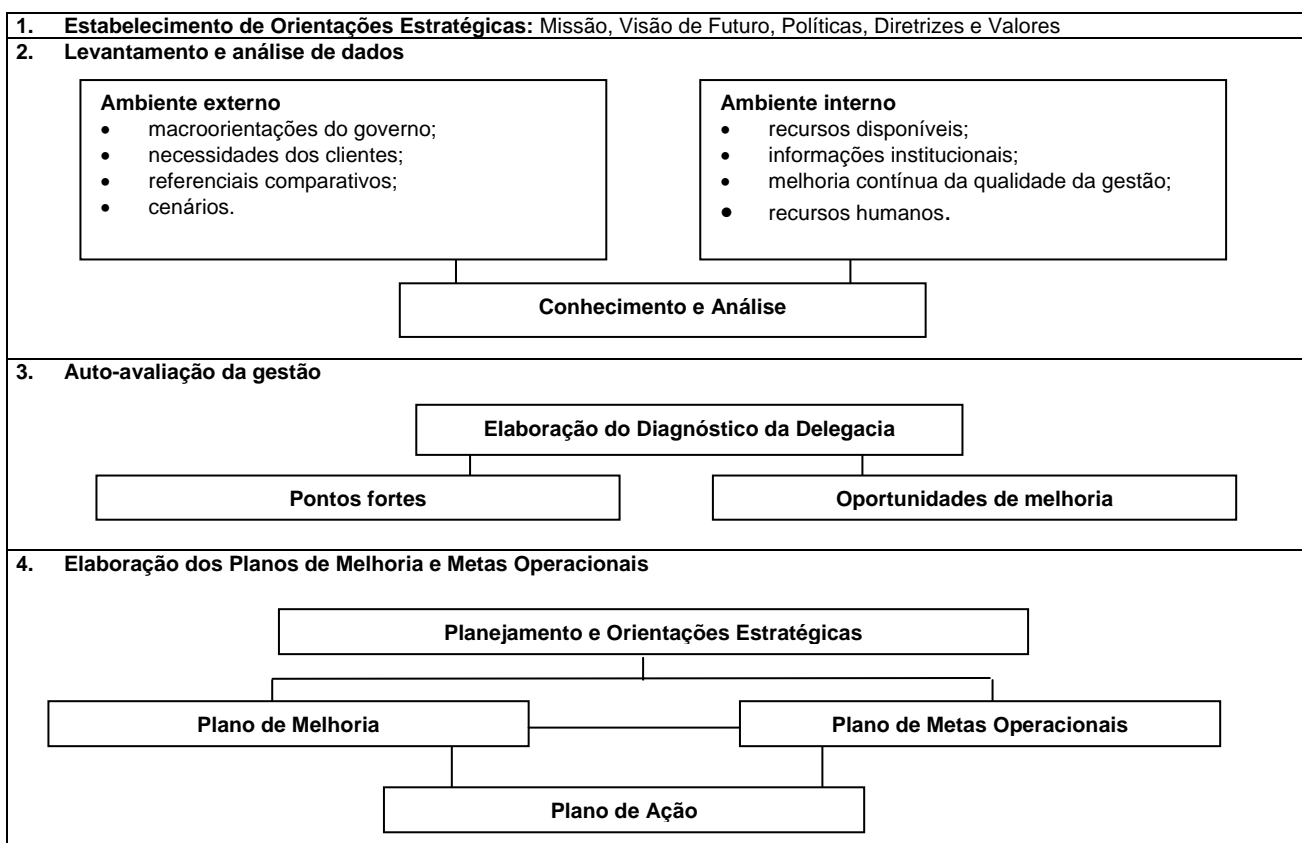 1. Estabelecimento de Orientações Estratégicas: Missão, Visão de Futuro, Políticas, Diretrizes e Valores
2. Levantamento e análise de dados
Ambiente externo
• macroorientações do governo;
• necessidades dos clientes;
• referenciais comparativos;
• cenários.
Ambiente interno
• recursos disponíveis;
• informações institucionais;
• melhoria contínua da qualidade da gestão;
• recursos humanos.
Conhecimento e Análise
3. Auto-avaliação da gestão
Elaboração do Diagnóstico da Delegacia
Pontos fortes
Oportunidades de melhoria
4. Elaboração dos Planos de Melhoria e Metas Operacionais
Planejamento e Orientações Estratégicas
Plano de Melhoria
Plano de Metas Operacionais
Plano de Ação